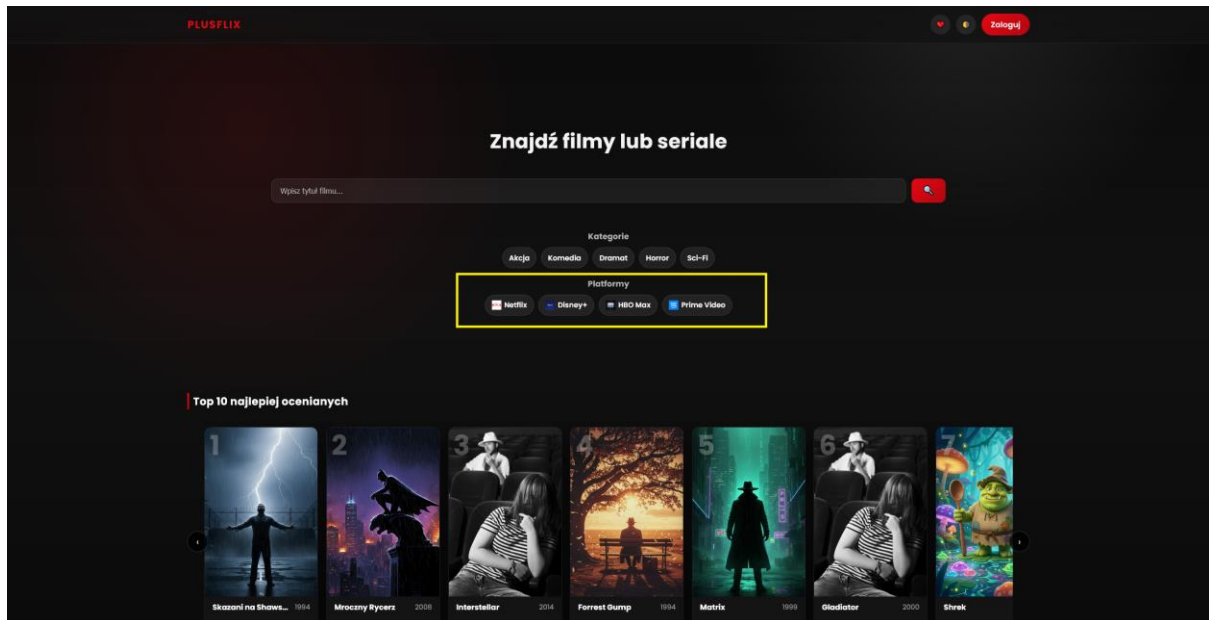 PLUSFLIX
Zaloguj
Znajdź filmy lub seriale
Wpisz tytuł filmu...
Kategorie
Akcja Komedia Dramat Horror Sci-Fi
Platformy
Netflix Disney+ HBO Max Prime Video
Top 10 najlepiej ocenianych
1 2 3 4 5 6 7
Skazani na Shaws... 1994 Mroczny Rycerz 2008 Interstellar 2014 Forrest Gump 1994 Matrix 1999 Gladiator 2000 Shrek